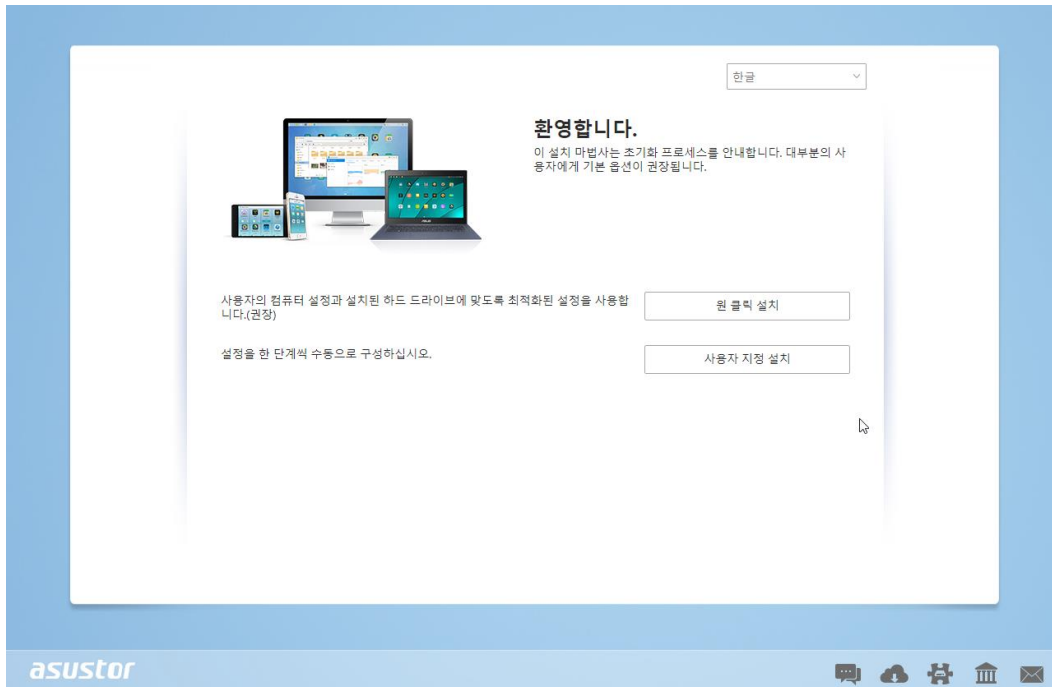 한글
환영합니다.
이 설치 마법사는 초기화 프로세스를 안내합니다. 대부분의 사
용자에게 기본 옵션이 권장됩니다.
사용자의 컴퓨터 설정과 설치된 하드 드라이브에 맞도록 최적화된 설정을 사용합
니다.(권장)
원 클릭 설치
설정을 한 단계씩 수동으로 구성하십시오.
사용자 지정 설치
asustor